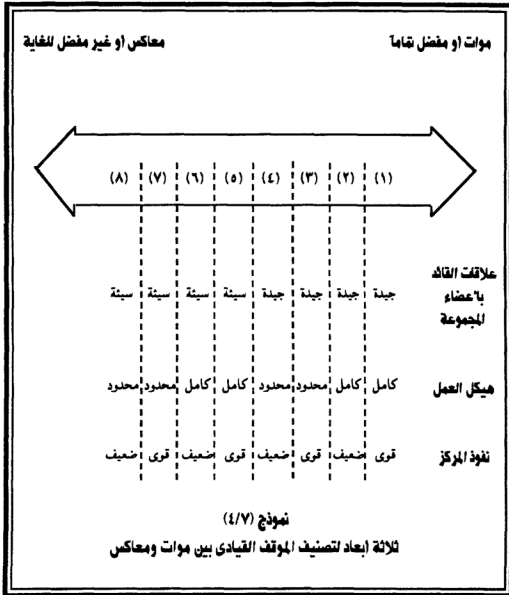 موات أو مفضل تماماً معاكس أو غير مفضل للغاية
(١) (٢) (٣) (٤) (٥) (٦) (٧) (٨)
علاقات القائد
بأعضاء
المجموعة
جيدة جيدة جيدة جيدة سيئة سيئة سيئة سيئة
هيكل العمل كامل كامل محدود محدود كامل كامل محدود محدود
نفوذ المركز قوى ضعيف قوى ضعيف قوى ضعيف قوى ضعيف
نموذج (٤/٧)
ثلاثة أبعاد لتصنيف الموقف القيادى بين موات ومعاكس